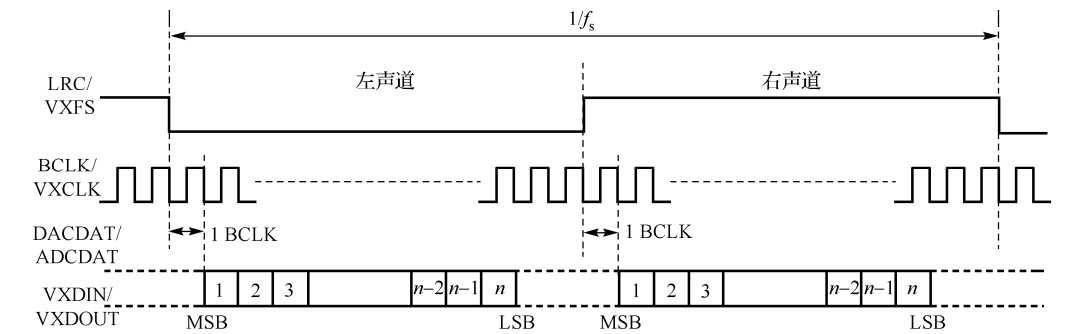 1/fs
LRC/
VXFS
左声道
右声道
BCLK/
VXCLK
1 BCLK
1 BCLK
DACDAT/
ADCDAT
VXDIN/
VXDOUT
1 2 3 n–2 n–1 n 1 2 3 n–2 n–1 n
MSB LSB MSB LSB